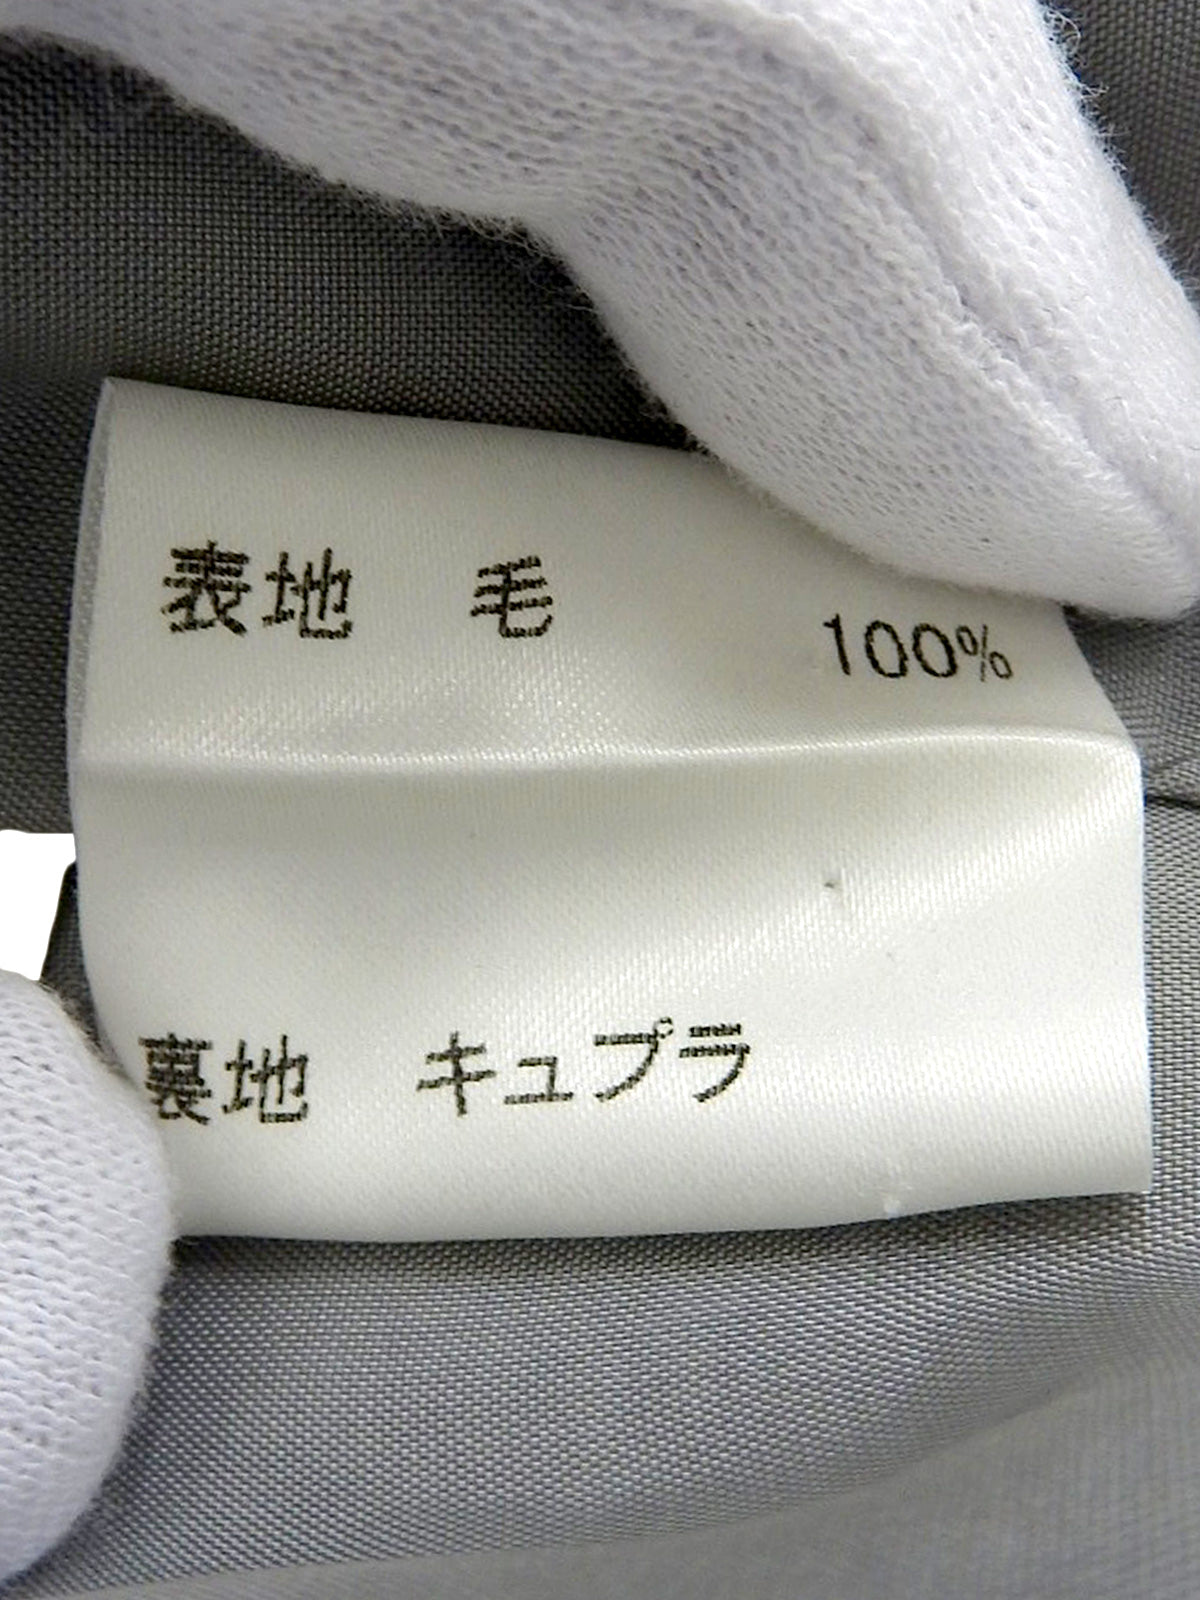 表地 毛 100%
裏地 キュプラ